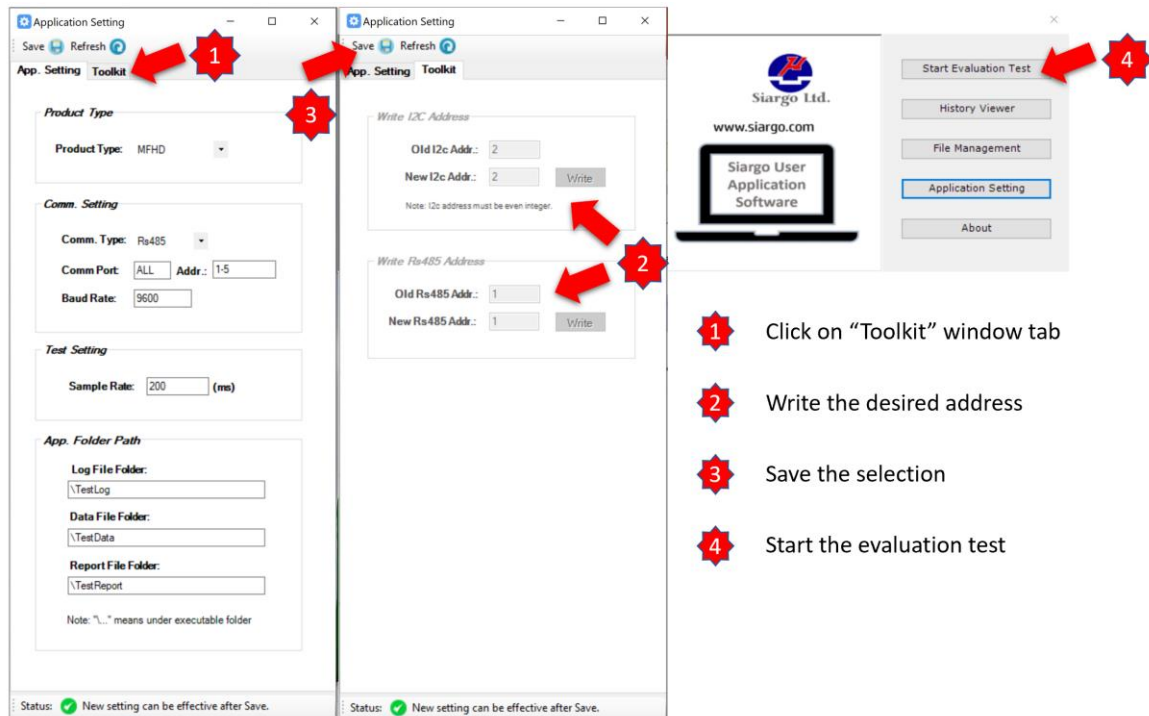 Application Setting
Save Refresh
App. Setting Toolkit
Product Type
Product Type: MFHD
Comm. Setting
Comm. Type: Rs485
Comm Port: ALL Addr.: 1-5
Baud Rate: 9600
Test Setting
Sample Rate: 200 (ms)
App. Folder Path
Log File Folder:
\TestLog
Data File Folder:
\TestData
Report File Folder:
\TestReport
Note: "\..." means under executable folder
Status: New setting can be effective after Save.
1
3
Application Setting
Save Refresh
App. Setting Toolkit
Write I2C Address
Old I2c Addr.: 2
New I2c Addr.: 2 Write
Note: I2c address must be even integer.
2
Write Rs485 Address
Old Rs485 Addr.: 1
New Rs485 Addr.: 1 Write
Status: New setting can be effective after Save.
Siargo Ltd.
www.siargo.com
Siargo User
Application
Software
Start Evaluation Test
History Viewer
File Management
Application Setting
About
4
1 Click on “Toolkit” window tab
2 Write the desired address
3 Save the selection
4 Start the evaluation test